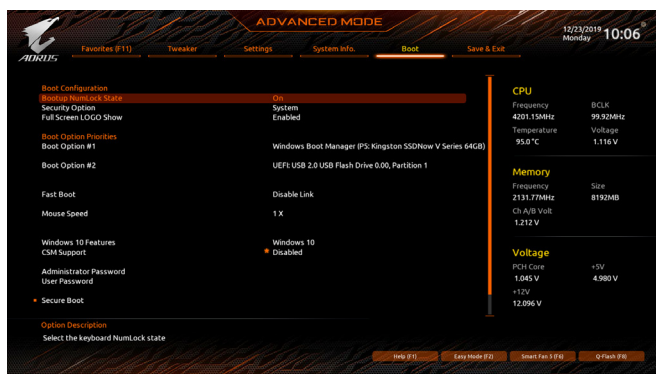 ADVANCED MODE
12/23/2019 Monday 10:06
AORUS
Favorites (F11) Tweaker Settings System Info. Boot Save & Exit
Boot Configuration
Bootup NumLock State On
Security Option System
Full Screen LOGO Show Enabled
Boot Option Priorities
Boot Option #1 Windows Boot Manager (P5: Kingston SSDNow V Series 64GB)
Boot Option #2 UEFI: USB 2.0 USB Flash Drive 0.00, Partition 1
Fast Boot Disable Link
Mouse Speed 1 X
Windows 10 Features Windows 10
CSM Support Disabled
Administrator Password
User Password
Secure Boot
CPU
Frequency BCLK
4201.15MHz 99.92MHz
Temperature Voltage
95.0 °C 1.116 V
Memory
Frequency Size
2131.77MHz 8192MB
Ch A/B Volt
1.212 V
Voltage
PCH Core +5V
1.045 V 4.980 V
+12V
12.096 V
Option Description
Select the keyboard NumLock state
Help (F1) Easy Mode (F2) Smart Fan 5 (F6) Q-Flash (F8)